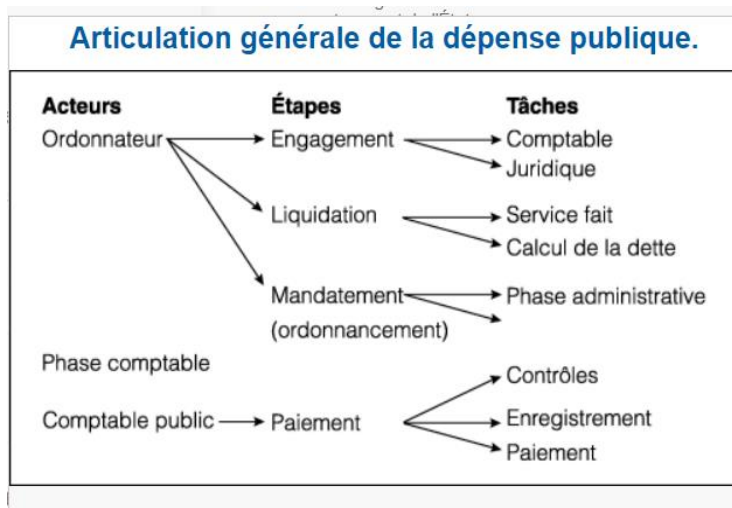 Articulation générale de la dépense publique.
Acteurs Étapes Tâches
Ordonnateur Engagement Comptable
Juridique
Liquidation Service fait
Calcul de la dette
Mandatement Phase administrative
(ordonnancement)
Phase comptable
Contrôles
Comptable public Paiement Enregistrement
Paiement